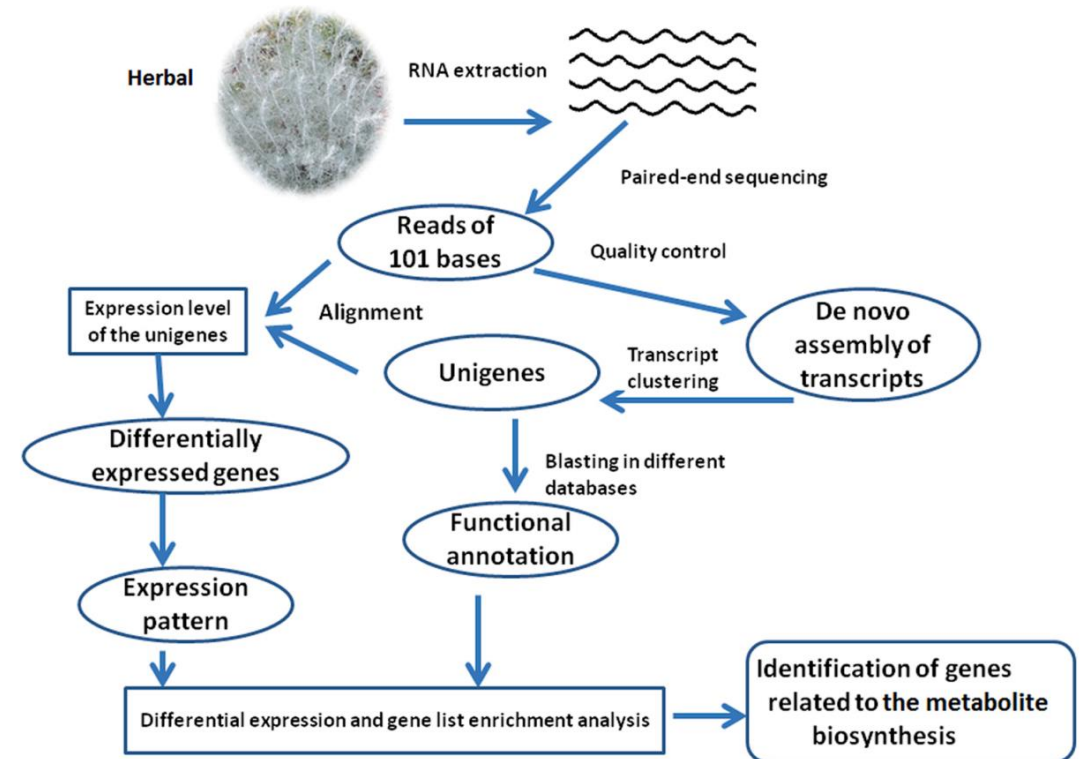 Herbal
RNA extraction
Paired-end sequencing
Reads of
101 bases
Quality control
Expression level
of the unigenes
Alignment
De novo
assembly of
transcripts
Unigenes
Transcript
clustering
Differentially
expressed genes
Blasting in different
databases
Functional
annotation
Expression
pattern
Differential expression and gene list enrichment analysis
Identification of genes
related to the metabolite
biosynthesis